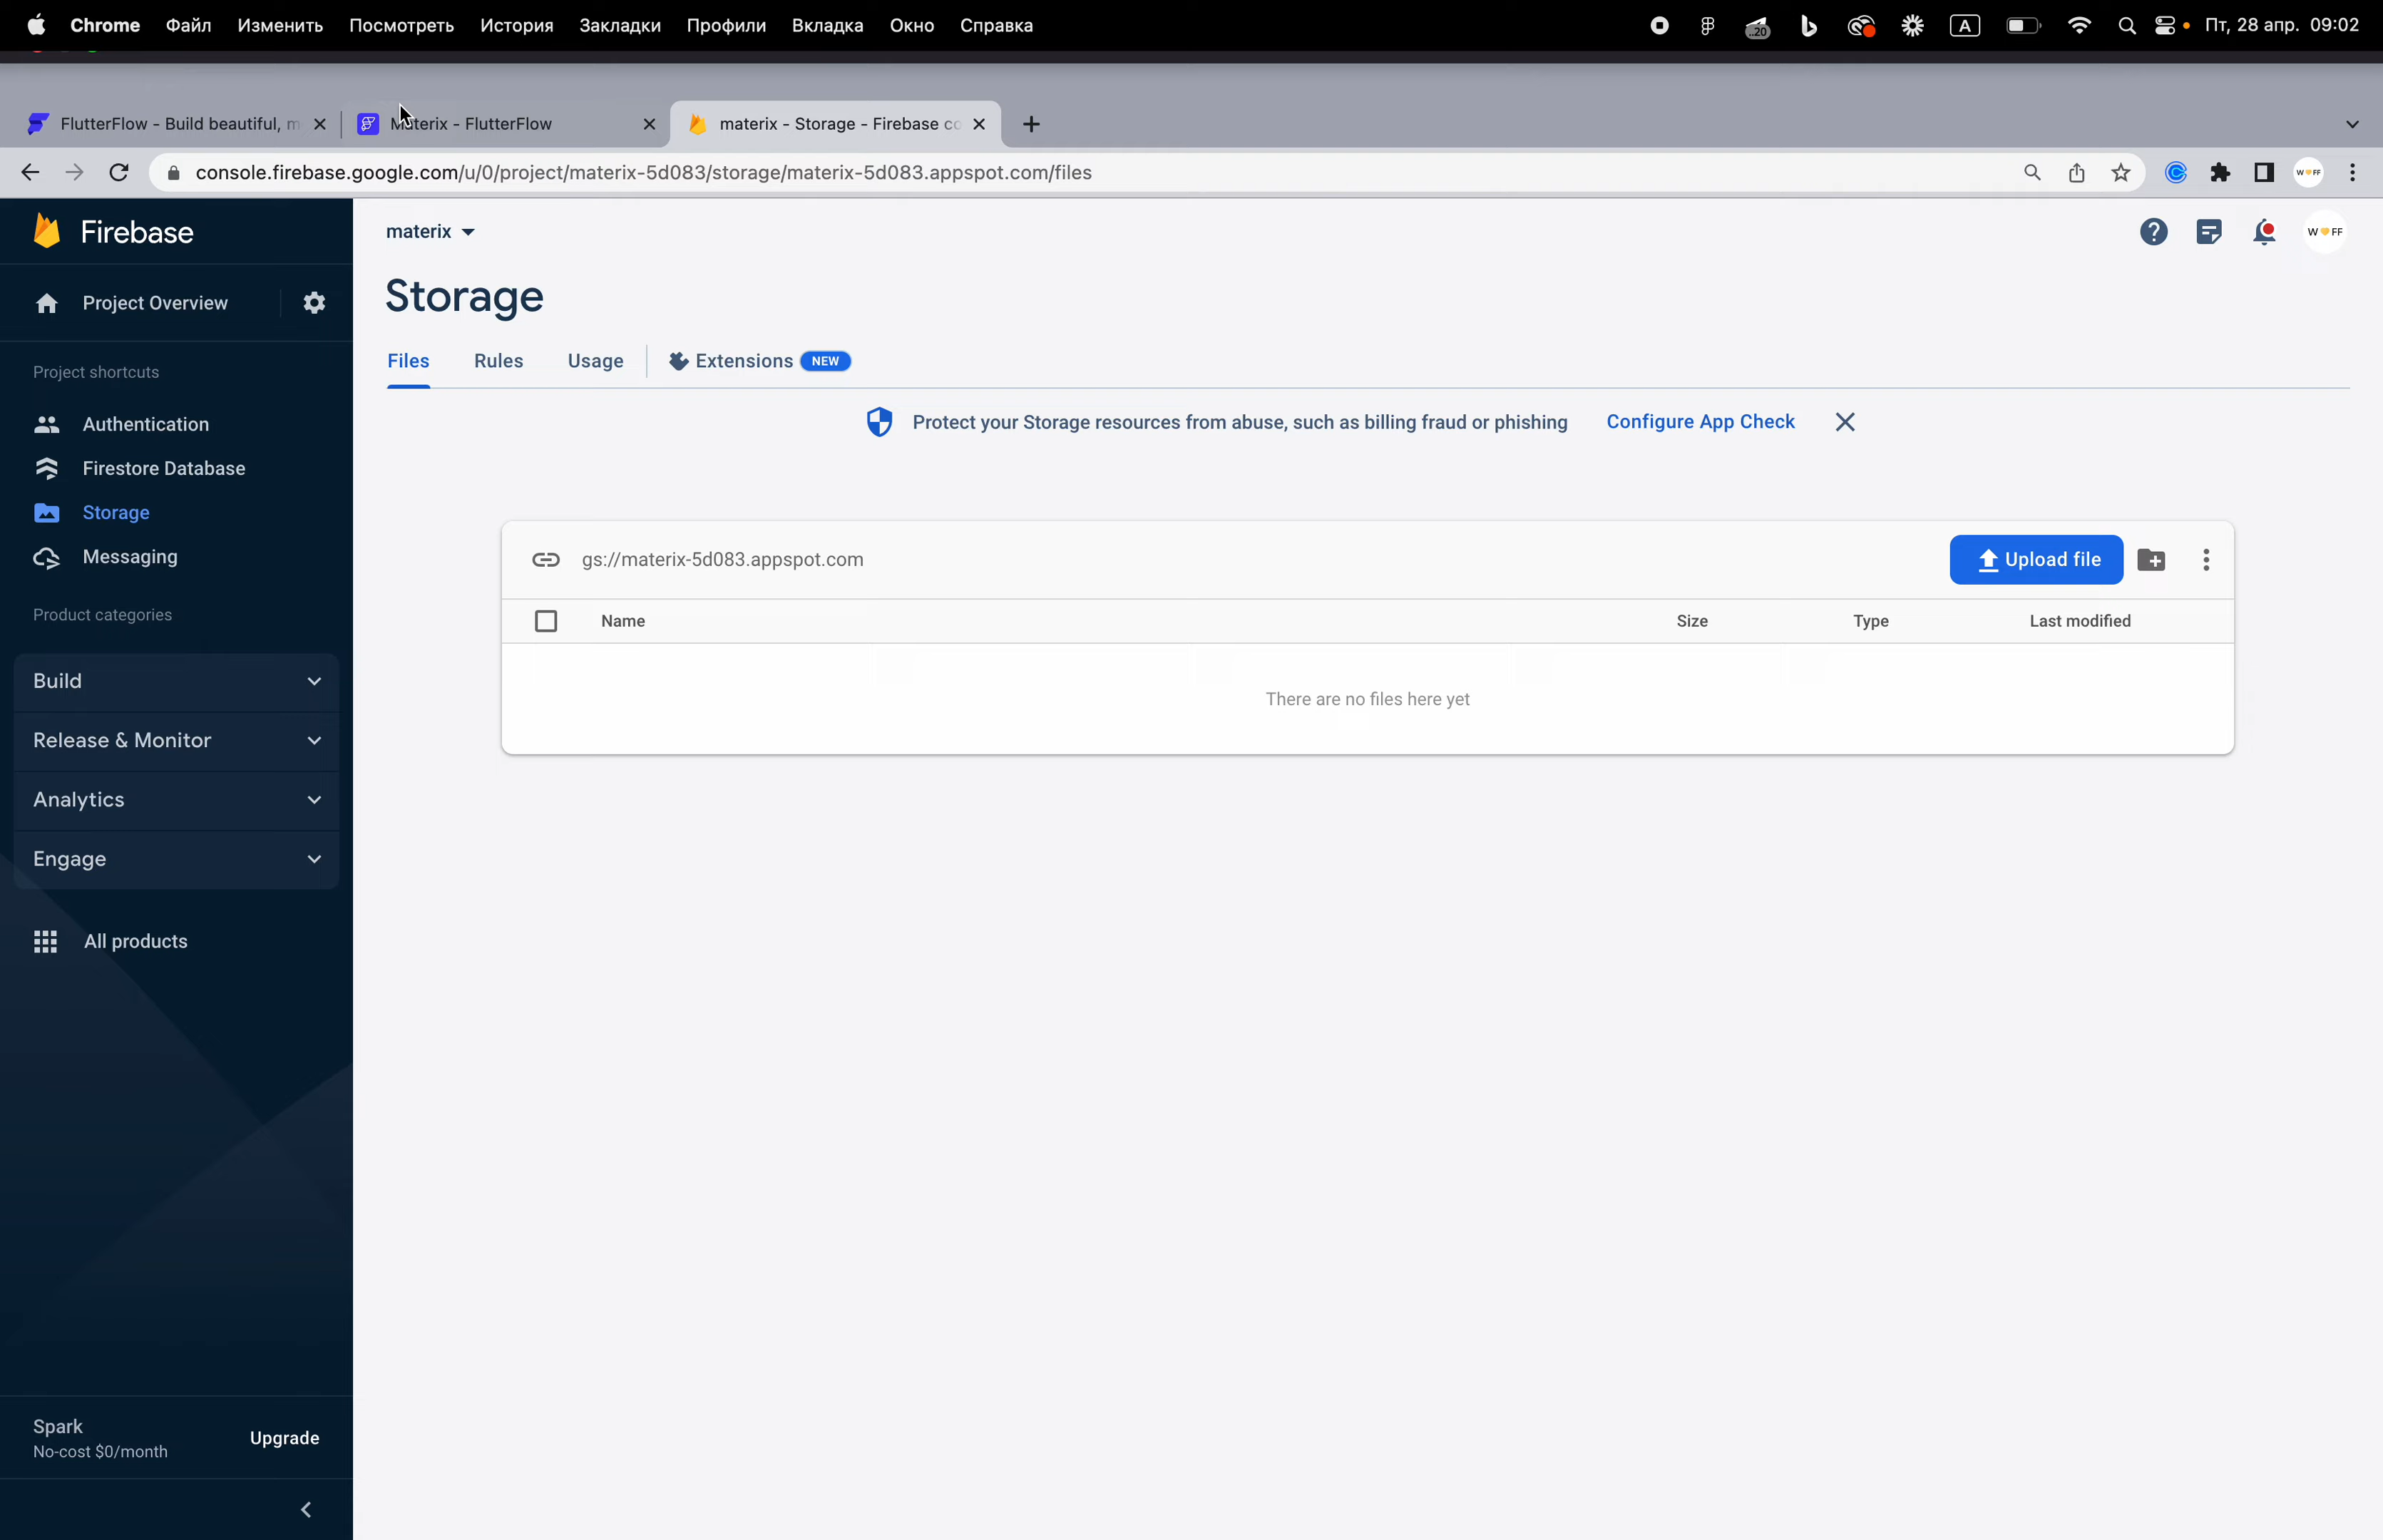 Chrome Файл Изменить Посмотреть История Закладки Профили Вкладка Окно Справка ..20 A Пт, 28 апр. 09:02
FlutterFlow - Build beautiful, m Materix - FlutterFlow materix - Storage - Firebase co
console.firebase.google.com/u/0/project/materix-5d083/storage/materix-5d083.appspot.com/files W FF
Firebase
materix
W FF
Project Overview
Storage
Files Rules Usage Extensions NEW
Project shortcuts
Protect your Storage resources from abuse, such as billing fraud or phishing Configure App Check
Authentication
Firestore Database
Storage
Messaging
gs://materix-5d083.appspot.com Upload file
Product categories
Name Size Type Last modified
Build
There are no files here yet
Release & Monitor
Analytics
Engage
All products
Spark
No-cost $0/month
Upgrade